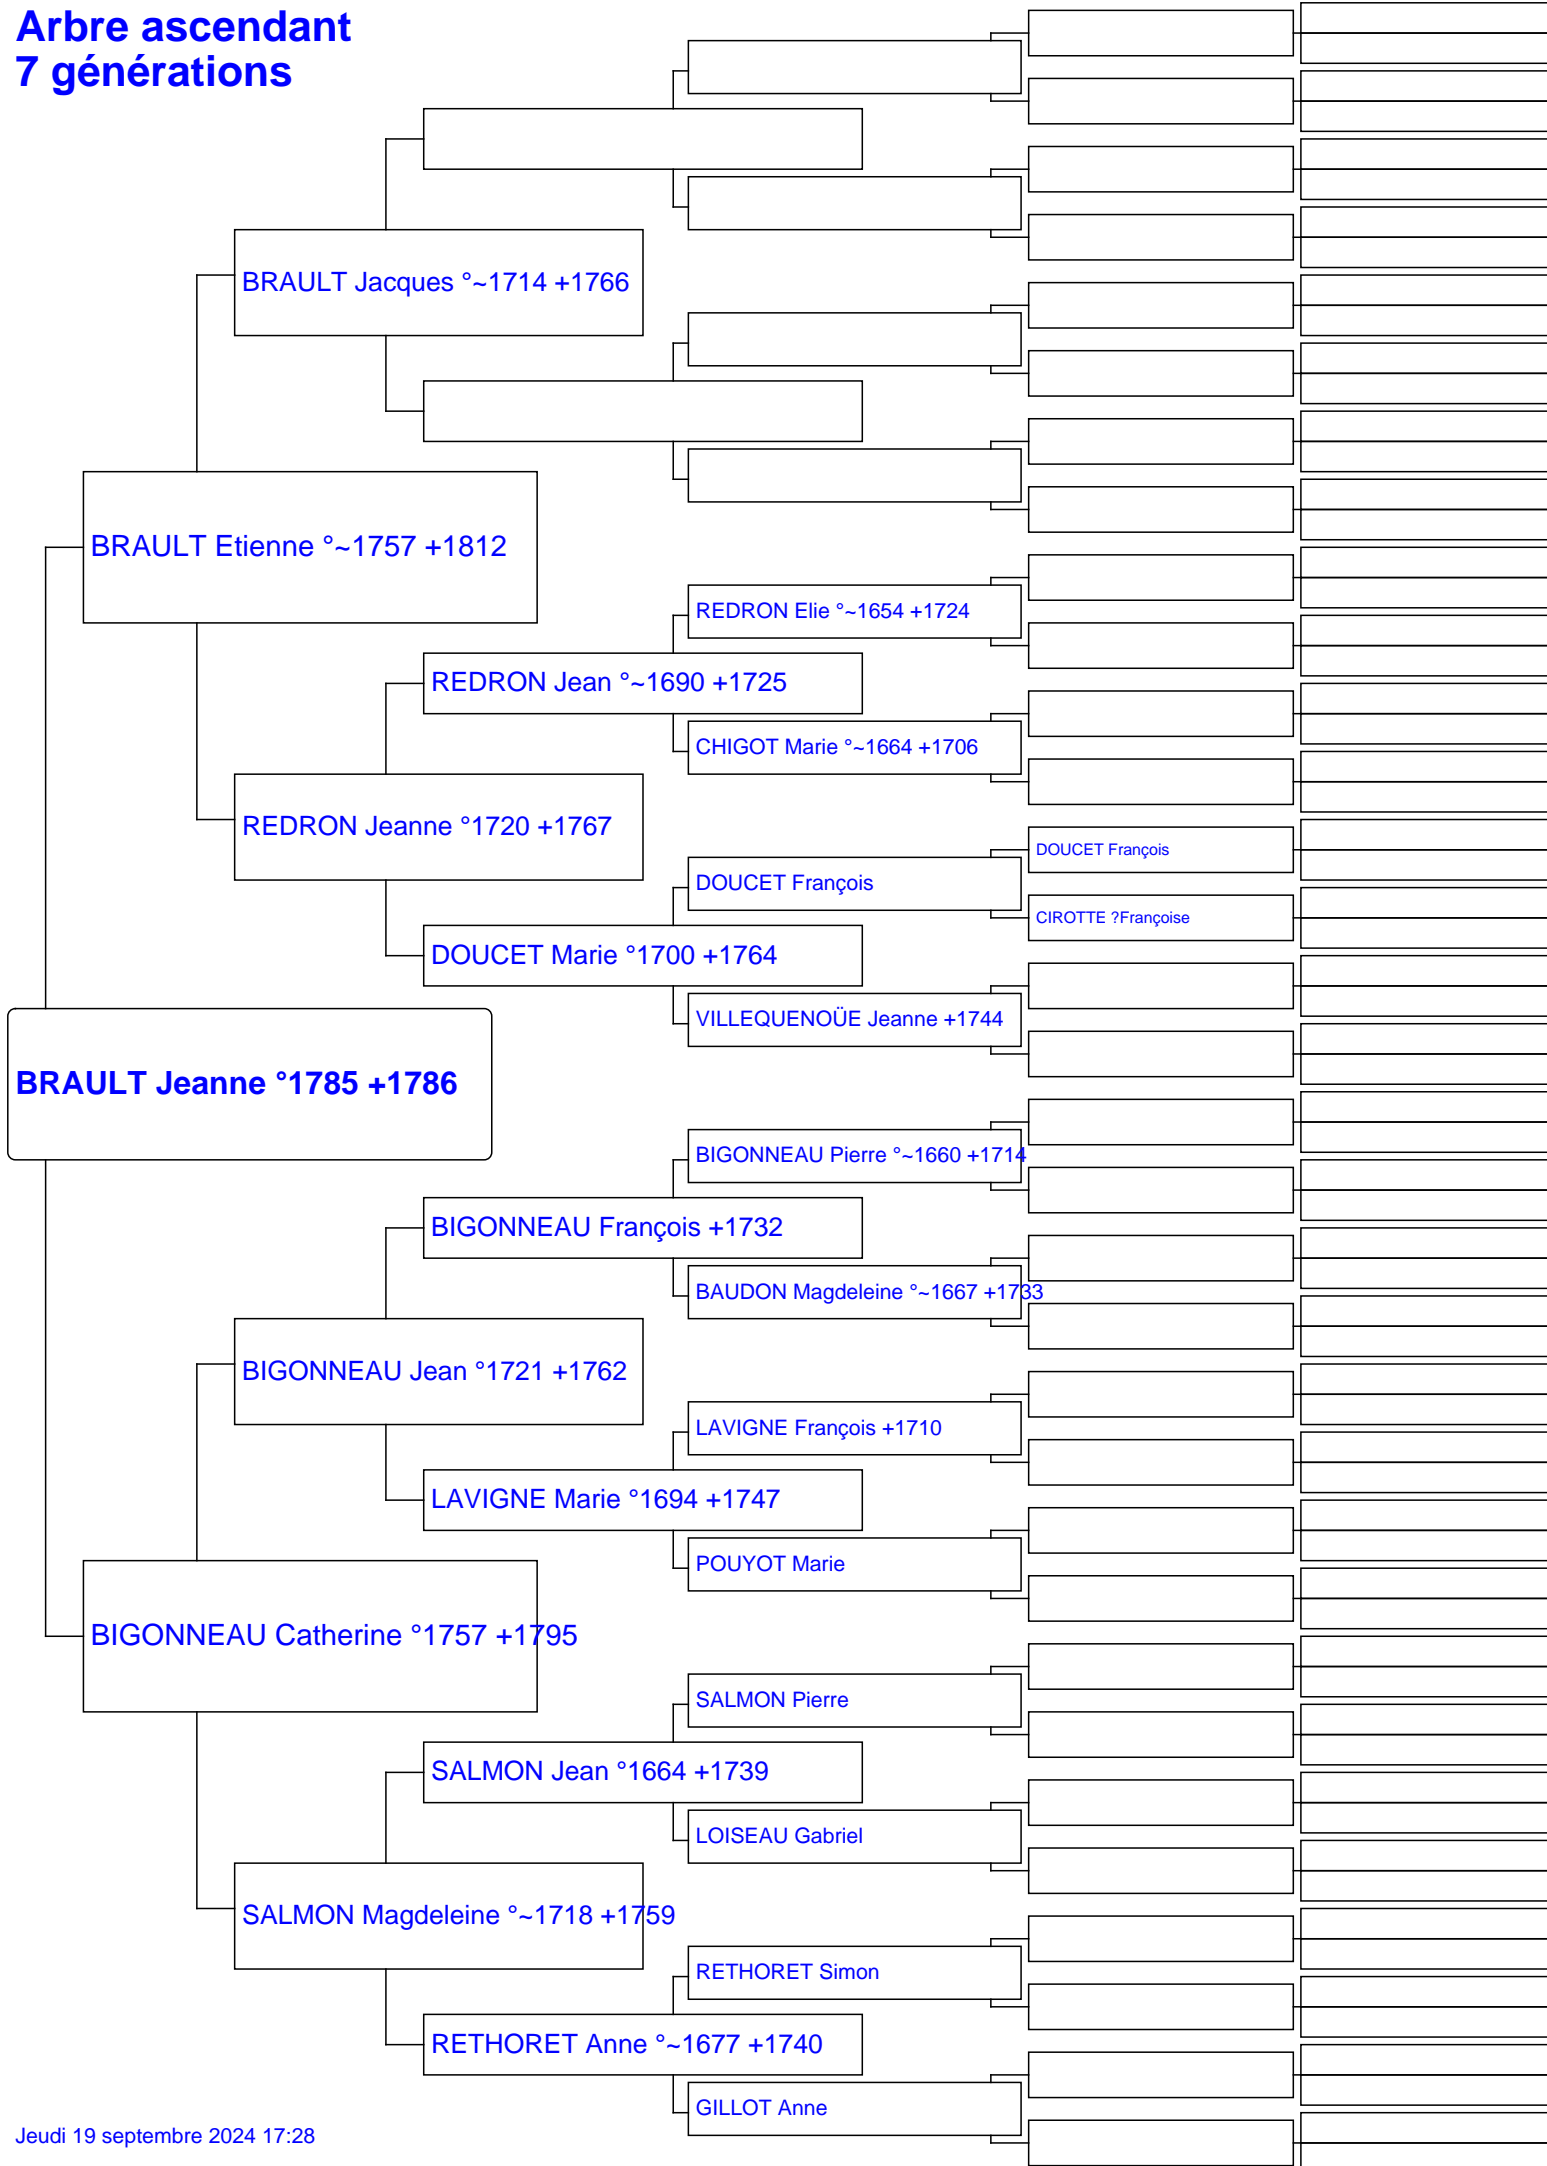 Arbre ascendant
7 générations
BRAULT Jacques °~1714 +1766
BRAULT Etienne °~1757 +1812
REDRON Elie °~1654 +1724
REDRON Jean °~1690 +1725
CHIGOT Marie °~1664 +1706
REDRON Jeanne °1720 +1767
DOUCET François
DOUCET François
CIROTTE ?Françoise
DOUCET Marie °1700 +1764
VILLEQUENOÜE Jeanne +1744
BRAULT Jeanne °1785 +1786
BIGONNEAU Pierre °~1660 +1714
BIGONNEAU François +1732
BAUDON Magdeleine °~1667 +1733
BIGONNEAU Jean °1721 +1762
LAVIGNE François +1710
LAVIGNE Marie °1694 +1747
POUYOT Marie
BIGONNEAU Catherine °1757 +1795
SALMON Pierre
SALMON Jean °1664 +1739
LOISEAU Gabriel
SALMON Magdeleine °~1718 +1759
RETHORET Simon
RETHORET Anne °~1677 +1740
GILLOT Anne
Jeudi 19 septembre 2024 17:28